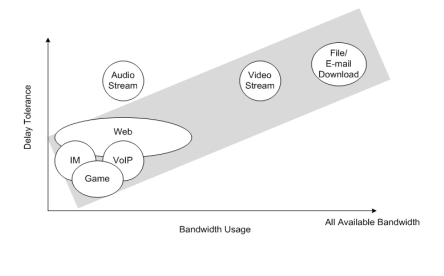 File/
E-mail
Download
Audio
Stream
Video
Stream
Delay Tolerance
Web
IM
VoIP
Game
All Available Bandwidth
Bandwidth Usage